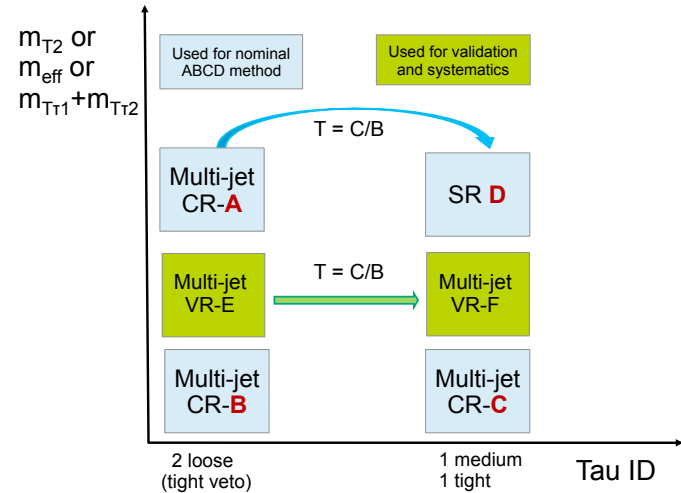 m_T2 or
m_eff or
m_Tτ1+m_Tτ2
Used for nominal
ABCD method
Used for validation
and systematics
T = C/B
Multi-jet
CR-A
SR D
T = C/B
Multi-jet
VR-E
Multi-jet
VR-F
Multi-jet
CR-B
Multi-jet
CR-C
2 loose
(tight veto)
1 medium
1 tight
Tau ID